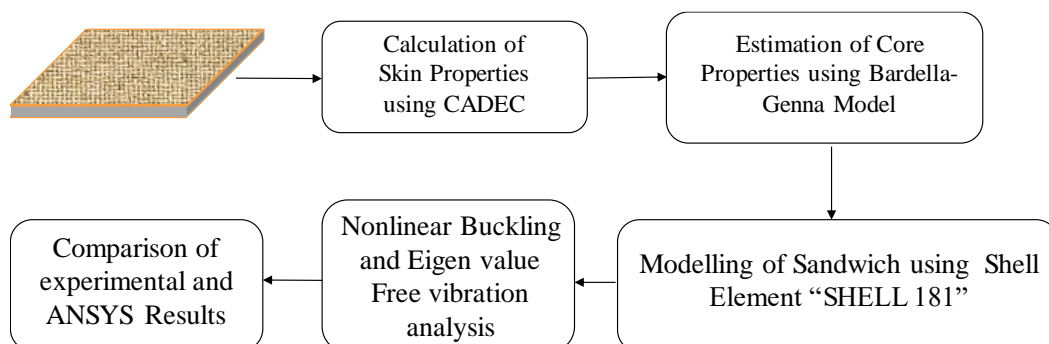 Calculation of
Skin Properties
using CADEC
Estimation of Core
Properties using Bardella-
Genna Model
Modelling of Sandwich using Shell
Element “SHELL 181”
Nonlinear Buckling
and Eigen value
Free vibration
analysis
Comparison of
experimental and
ANSYS Results